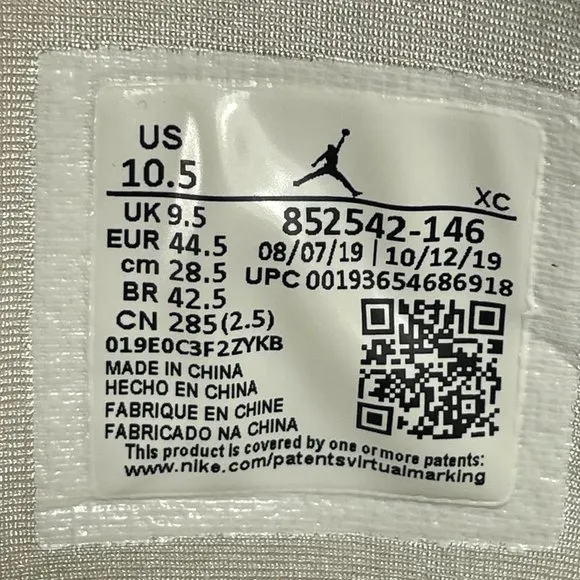 US
10.5
XC
UK 9.5
EUR 44.5
cm 28.5
BR 42.5
CN 285(2.5)
852542-146
08/07/19 | 10/12/19
UPC 00193654686918
019E0C3F2ZYKB
MADE IN CHINA
HECHO EN CHINA
FABRIQUE EN CHINE
FABRICADO NA CHINA
This product is covered by one or more patents:
www.nike.com/patentsvirtualmarking